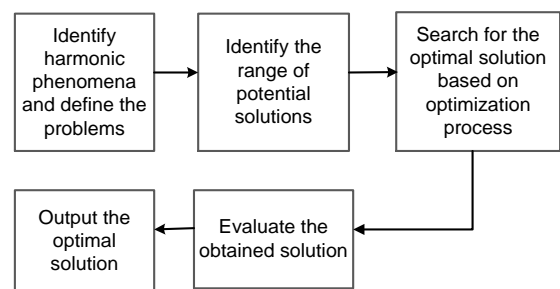 Identify
harmonic
phenomena
and define the
problems
Identify the
range of
potential
solutions
Search for the
optimal solution
based on
optimization
process
Output the
optimal
solution
Evaluate the
obtained solution